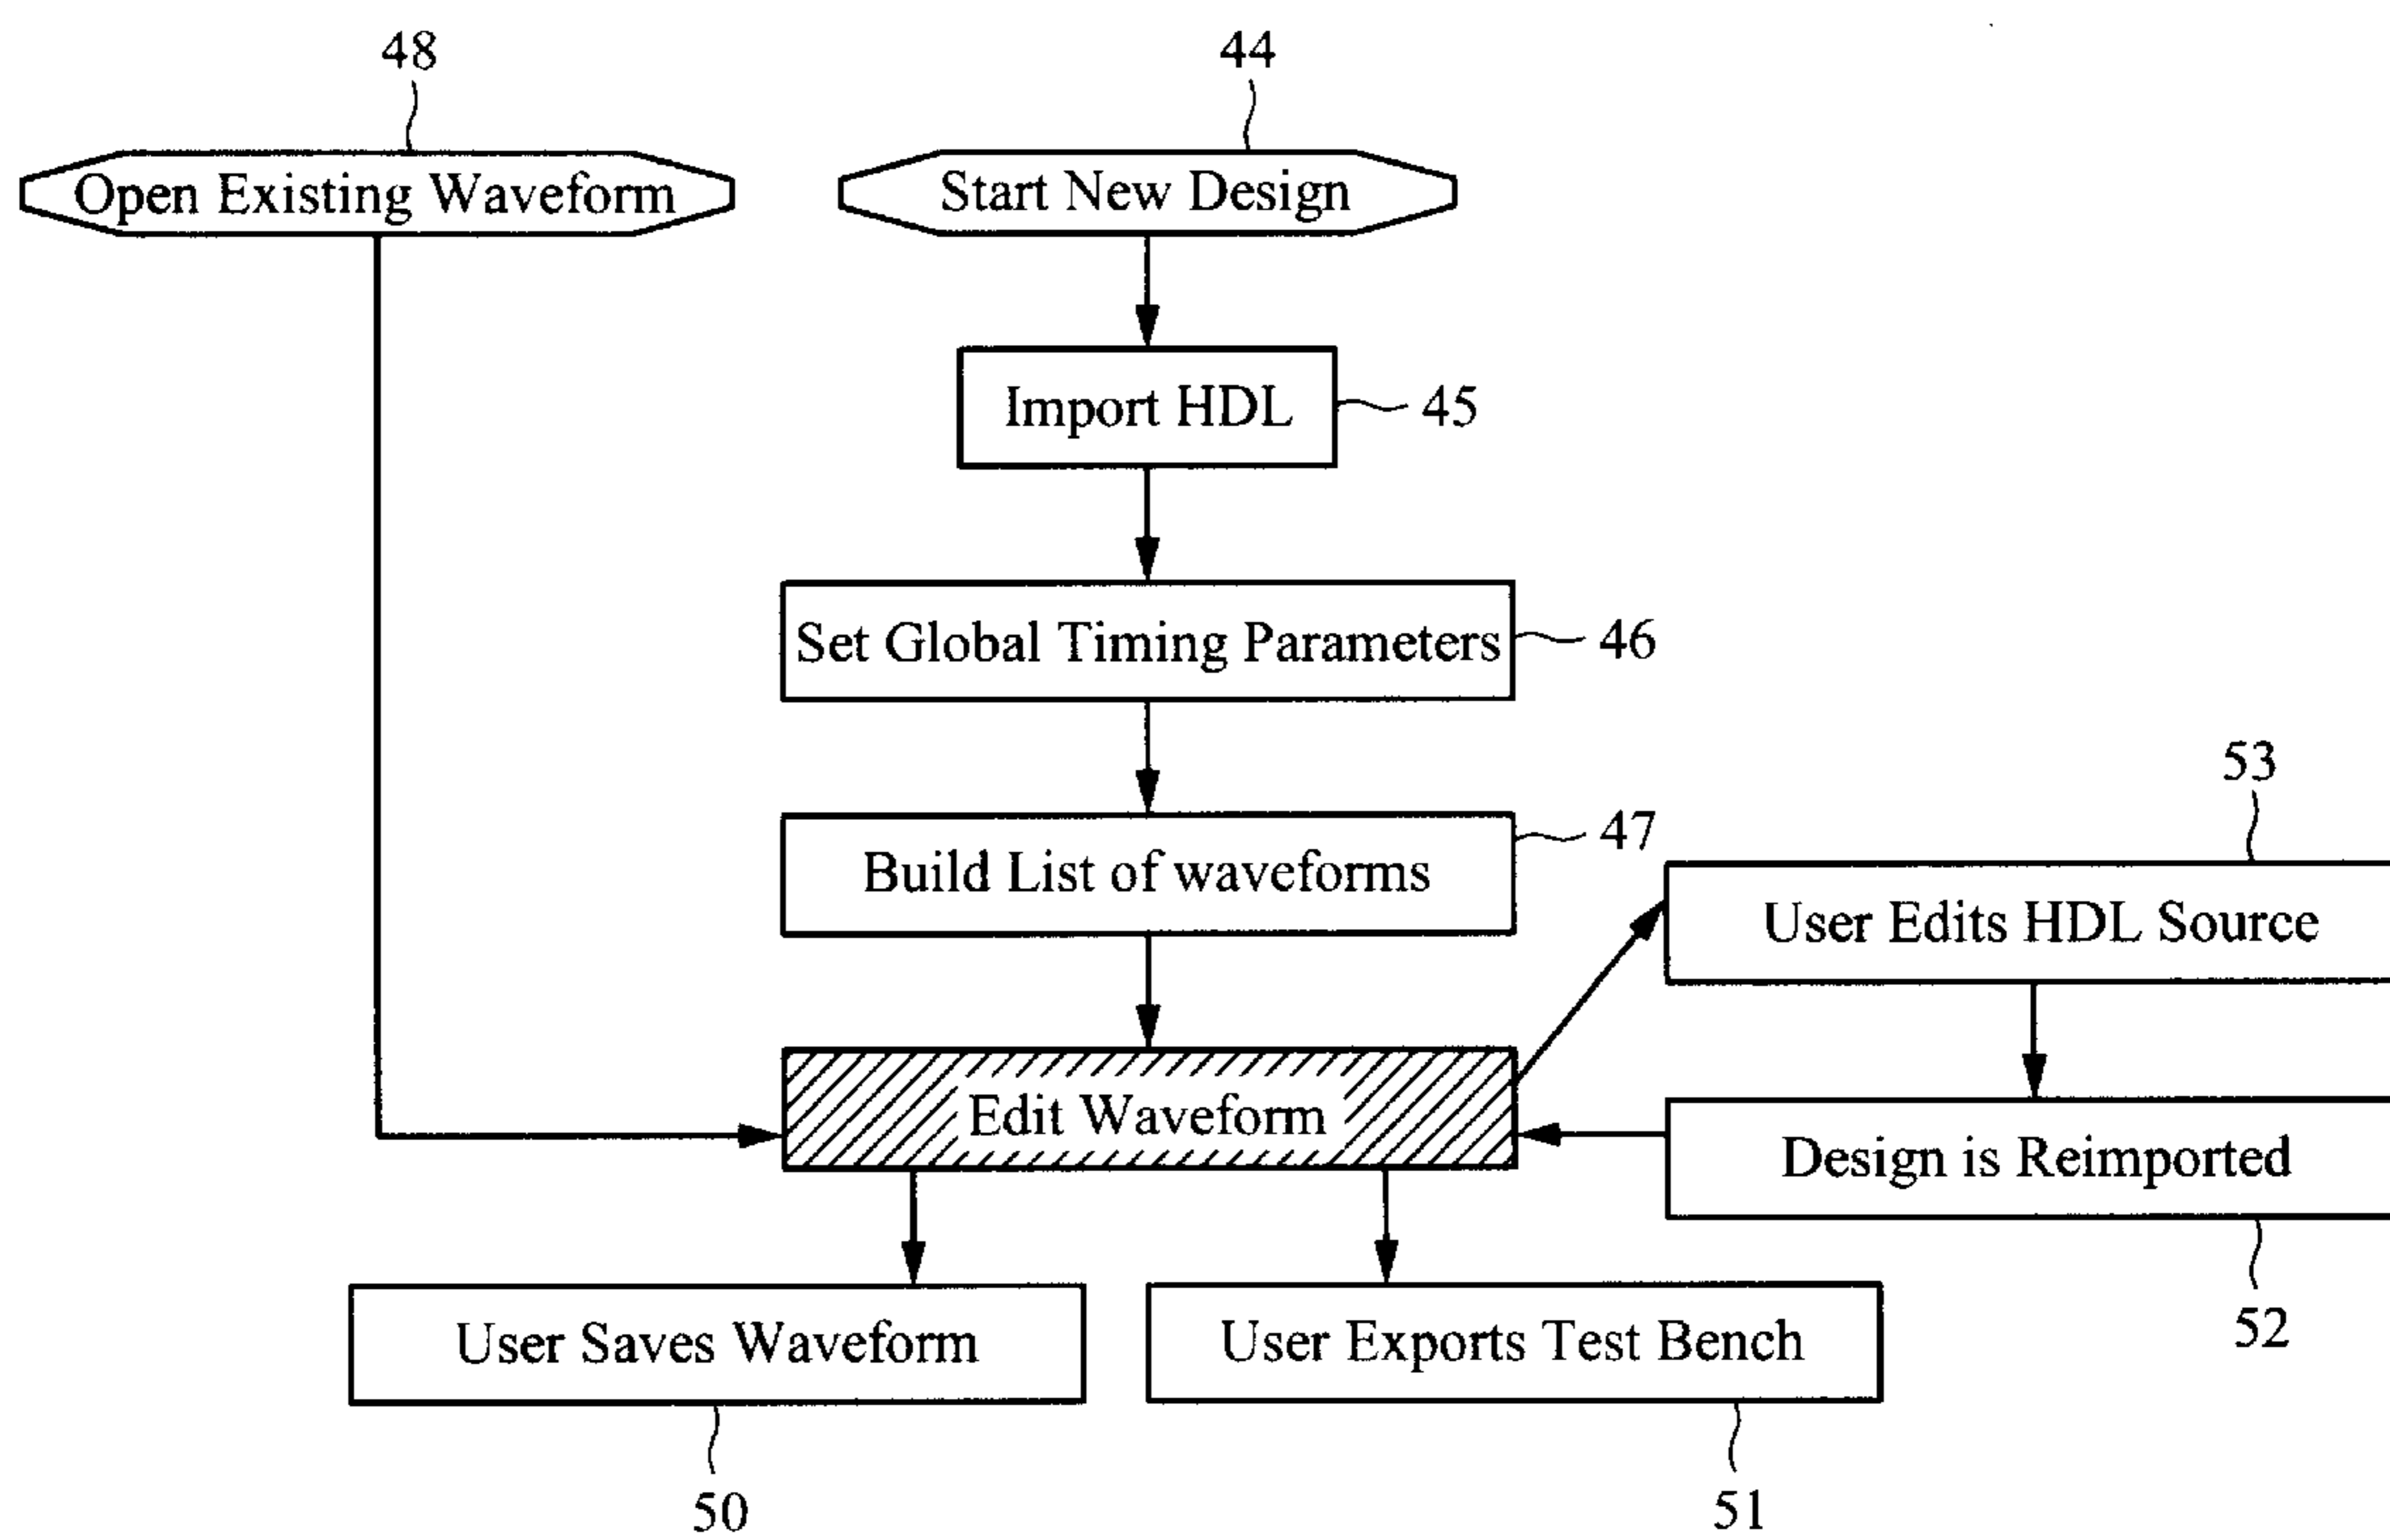 48
44
Open Existing Waveform
Start New Design
Import HDL
45
Set Global Timing Parameters
46
47
Build List of waveforms
53
User Edits HDL Source
Edit Waveform
Design is Reimported
52
User Saves Waveform
User Exports Test Bench
50
51